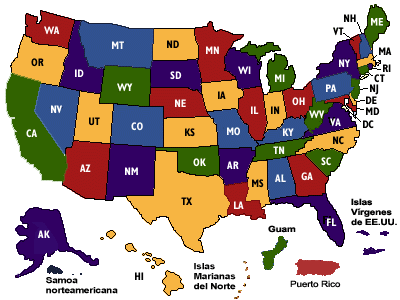 WA
MT
ND
MN
OR
ID
SD
WI
MI
NY
VT
NH
ME
MA
RI
CT
NJ
DE
MD
DC
WY
NE
IA
IL
IN
OH
PA
NV
UT
CO
KS
MO
KY
WV
VA
CA
AZ
NM
OK
AR
TN
NC
SC
TX
LA
MS
AL
GA
FL
AK
HI
Samoa
norteamericana
Islas
Marianas
del Norte
Guam
Puerto Rico
Islas
Vírgenes
de EE.UU.